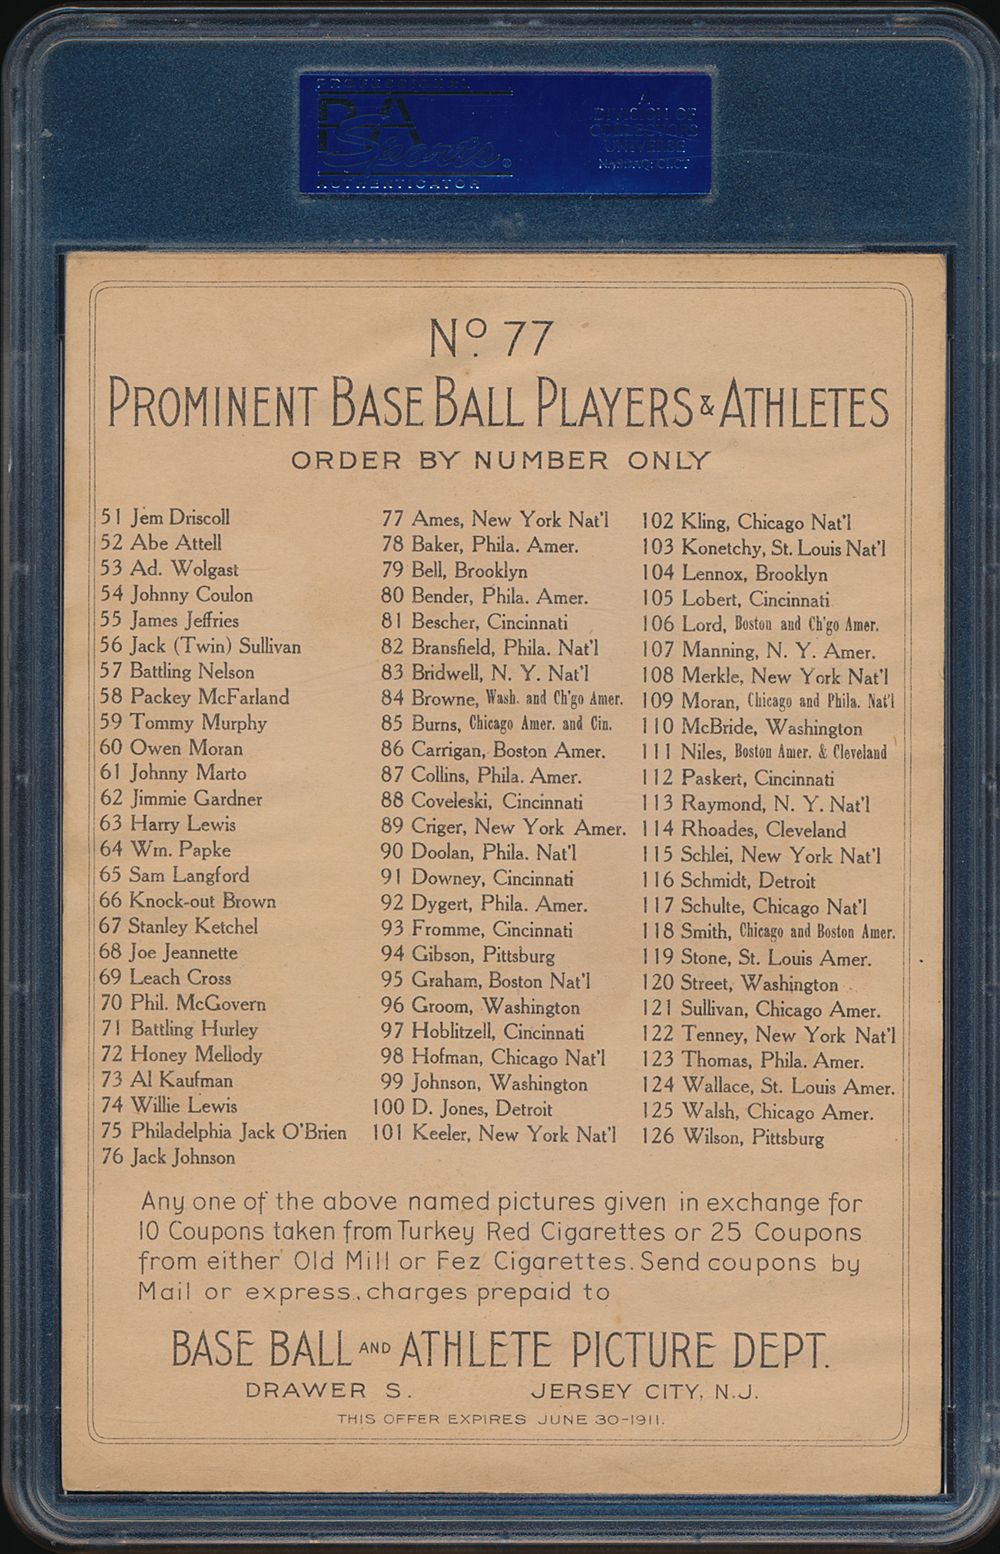 PROFESSIONAL
PSA
Sports
AUTHENTICATOR
A
DIVISION OF
COLLECTORS
UNIVERSE
NASDAQ: CLCT
Nº 77
PROMINENT BASE BALL PLAYERS & ATHLETES
ORDER BY NUMBER ONLY
51 Jem Driscoll
52 Abe Attell
53 Ad. Wolgast
54 Johnny Coulon
55 James Jeffries
56 Jack (Twin) Sullivan
57 Battling Nelson
58 Packey McFarland
59 Tommy Murphy
60 Owen Moran
61 Johnny Marto
62 Jimmie Gardner
63 Harry Lewis
64 Wm. Papke
65 Sam Langford
66 Knock-out Brown
67 Stanley Ketchel
68 Joe Jeannette
69 Leach Cross
70 Phil. McGovern
71 Battling Hurley
72 Honey Mellody
73 Al Kaufman
74 Willie Lewis
75 Philadelphia Jack O'Brien
76 Jack Johnson
77 Ames, New York Nat'l
78 Baker, Phila. Amer.
79 Bell, Brooklyn
80 Bender, Phila. Amer.
81 Bescher, Cincinnati
82 Bransfield, Phila. Nat'l
83 Bridwell, N. Y. Nat'l
84 Browne, Wash. and Ch'go Amer.
85 Burns, Chicago Amer. and Cin.
86 Carrigan, Boston Amer.
87 Collins, Phila. Amer.
88 Coveleski, Cincinnati
89 Criger, New York Amer.
90 Doolan, Phila. Nat'l
91 Downey, Cincinnati
92 Dygert, Phila. Amer.
93 Fromme, Cincinnati
94 Gibson, Pittsburg
95 Graham, Boston Nat'l
96 Groom, Washington
97 Hoblitzell, Cincinnati
98 Hofman, Chicago Nat'l
99 Johnson, Washington
100 D. Jones, Detroit
101 Keeler, New York Nat'l
102 Kling, Chicago Nat'l
103 Konetchy, St. Louis Nat'l
104 Lennox, Brooklyn
105 Lobert, Cincinnati
106 Lord, Boston and Ch'go Amer.
107 Manning, N. Y. Amer.
108 Merkle, New York Nat'l
109 Moran, Chicago and Phila. Nat'l
110 McBride, Washington
111 Niles, Boston Amer. & Cleveland
112 Paskert, Cincinnati
113 Raymond, N. Y. Nat'l
114 Rhoades, Cleveland
115 Schlei, New York Nat'l
116 Schmidt, Detroit
117 Schulte, Chicago Nat'l
118 Smith, Chicago and Boston Amer.
119 Stone, St. Louis Amer.
120 Street, Washington
121 Sullivan, Chicago Amer.
122 Tenney, New York Nat'l
123 Thomas, Phila. Amer.
124 Wallace, St. Louis Amer.
125 Walsh, Chicago Amer.
126 Wilson, Pittsburg
Any one of the above named pictures given in exchange for
10 Coupons taken from Turkey Red Cigarettes or 25 Coupons
from either Old Mill or Fez Cigarettes. Send coupons by
Mail or express., charges prepaid to
BASE BALL AND ATHLETE PICTURE DEPT.
DRAWER S. JERSEY CITY, N.J.
THIS OFFER EXPIRES JUNE 30-1911.